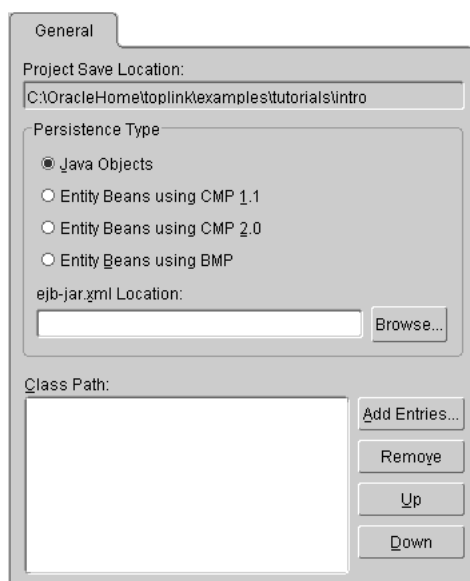 General
Project Save Location:
C:\OracleHome\toplink\examples\tutorials\intro
Persistence Type
Java Objects
Entity Beans using CMP 1.1
Entity Beans using CMP 2.0
Entity Beans using BMP
ejb-jar.xml Location:
Browse...
Class Path:
Add Entries...
Remove
Up
Down